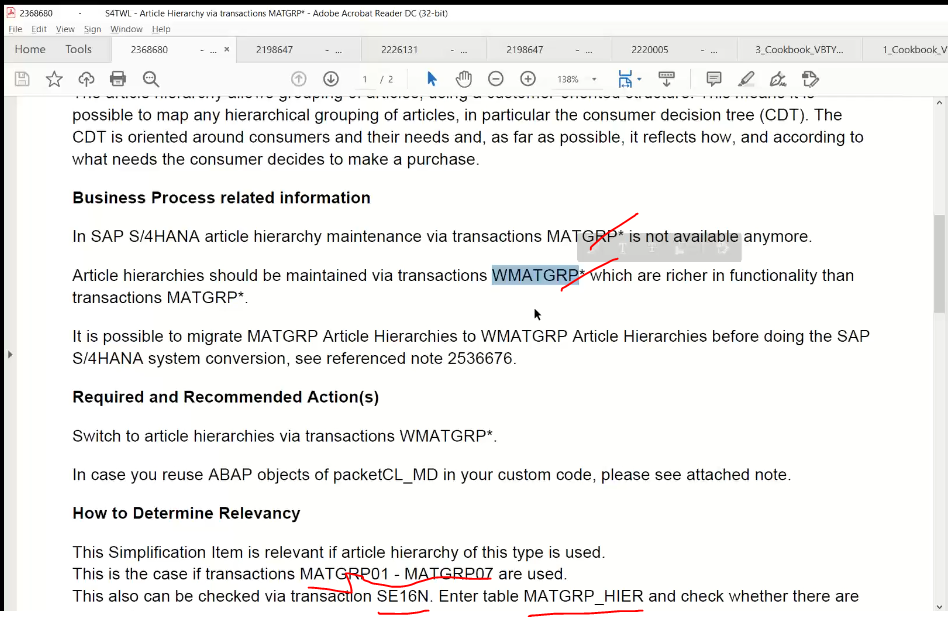 2368680 - S4TWL - Article Hierarchy via transactions MATGRP* - Adobe Acrobat Reader DC (32-bit)
File Edit View Sign Window Help
Home Tools 2368680 - ... × 2198647 - ... 2226131 - ... 2198647 - ... 2220005 - ... 3_Cookbook_VBTY... 1_Cookbook_V
1 / 2 138%
The article hierarchy allows grouping of articles, using a customer oriented structure. This means it is
possible to map any hierarchical grouping of articles, in particular the consumer decision tree (CDT). The
CDT is oriented around consumers and their needs and, as far as possible, it reflects how, and according to
what needs the consumer decides to make a purchase.
Business Process related information
In SAP S/4HANA article hierarchy maintenance via transactions MATGRP* is not available anymore.
Article hierarchies should be maintained via transactions WMATGRP* which are richer in functionality than
transactions MATGRP*.
It is possible to migrate MATGRP Article Hierarchies to WMATGRP Article Hierarchies before doing the SAP
S/4HANA system conversion, see referenced note 2536676.
Required and Recommended Action(s)
Switch to article hierarchies via transactions WMATGRP*.
In case you reuse ABAP objects of packetCL_MD in your custom code, please see attached note.
How to Determine Relevancy
This Simplification Item is relevant if article hierarchy of this type is used.
This is the case if transactions MATGRP01 - MATGRP07 are used.
This also can be checked via transaction SE16N. Enter table MATGRP_HIER and check whether there are